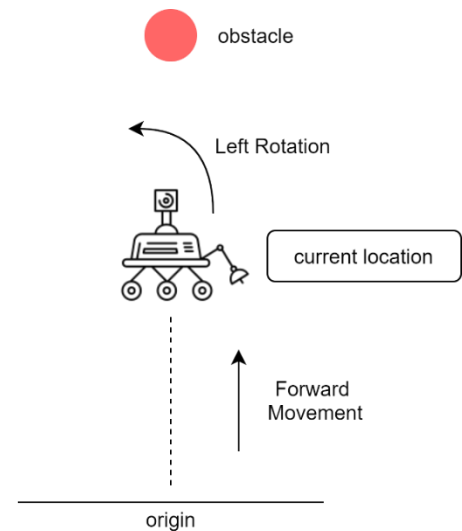 obstacle
Left Rotation
current location
Forward
Movement
origin